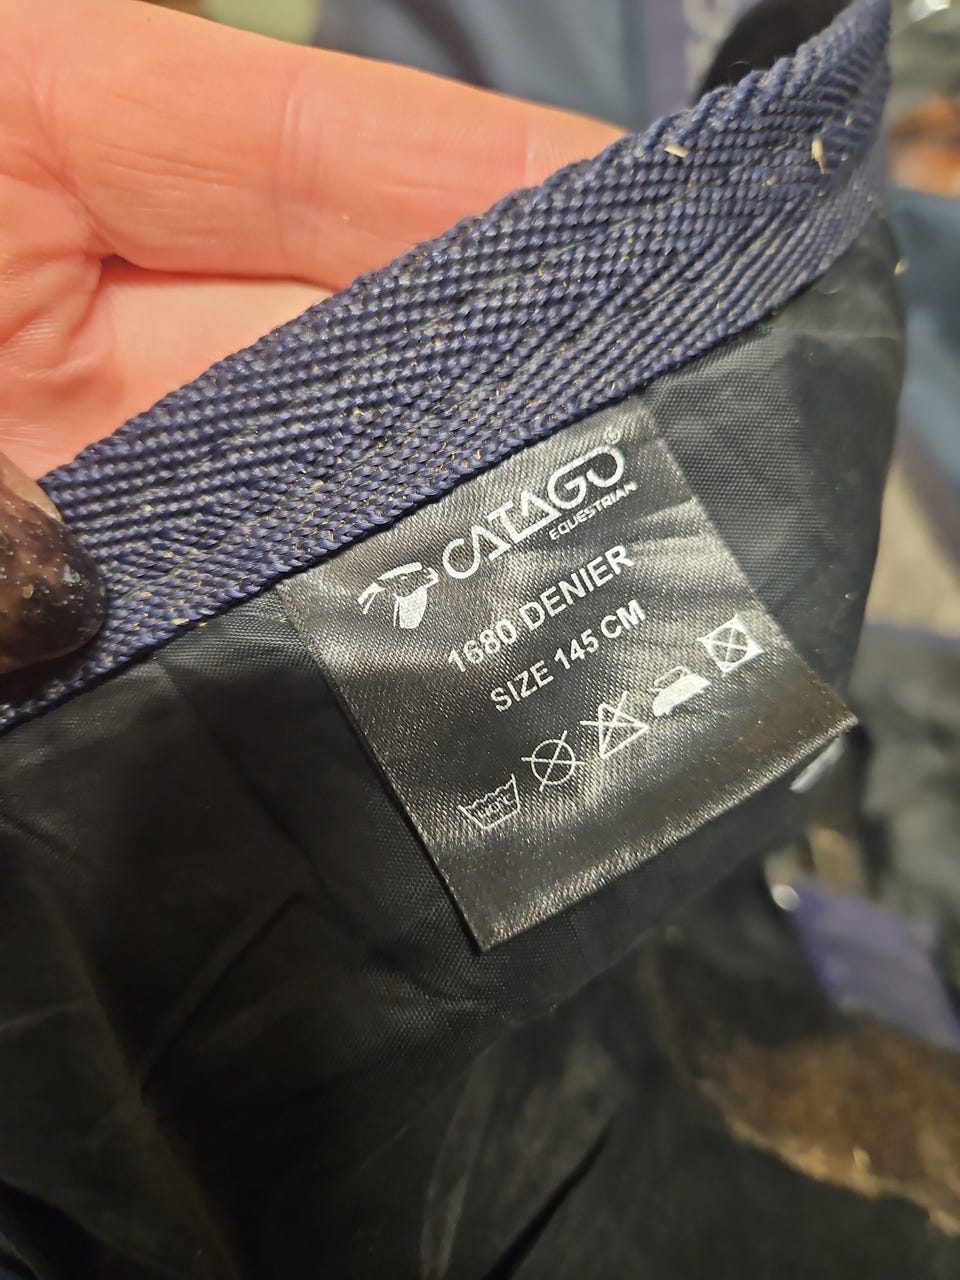 CATAGO®
EQUESTRIAN
1680 DENIER
SIZE 145 CM